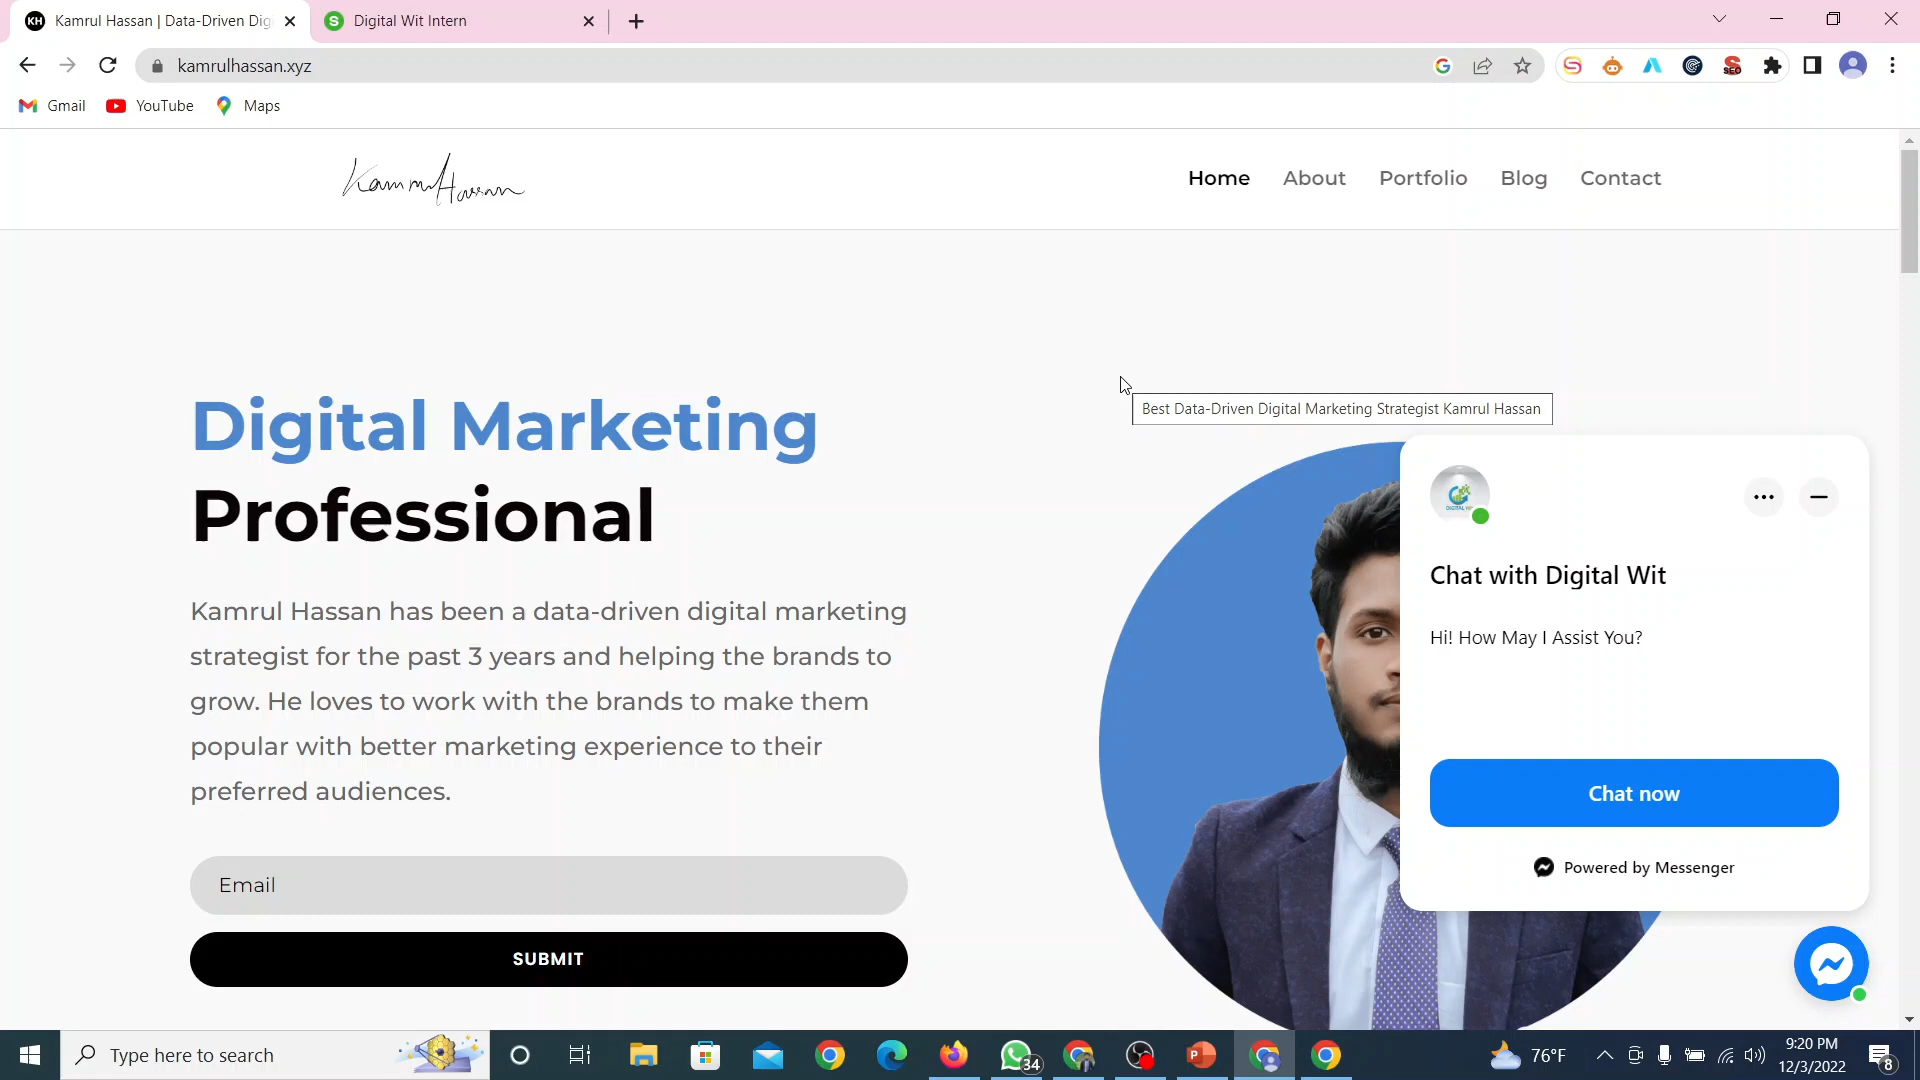 KH Kamrul Hassan | Data-Driven Dig
S Digital Wit Intern
kamrulhassan.xyz
SEO
Gmail YouTube Maps
Kamrul Hassan
Home About Portfolio Blog Contact
Digital Marketing
Professional
Best Data-Driven Digital Marketing Strategist Kamrul Hassan
Kamrul Hassan has been a data-driven digital marketing
strategist for the past 3 years and helping the brands to
grow. He loves to work with the brands to make them
popular with better marketing experience to their
preferred audiences.
Email
SUBMIT
Chat with Digital Wit
Hi! How May I Assist You?
Chat now
Powered by Messenger
Type here to search
34
76°F
9:20 PM
12/3/2022
8